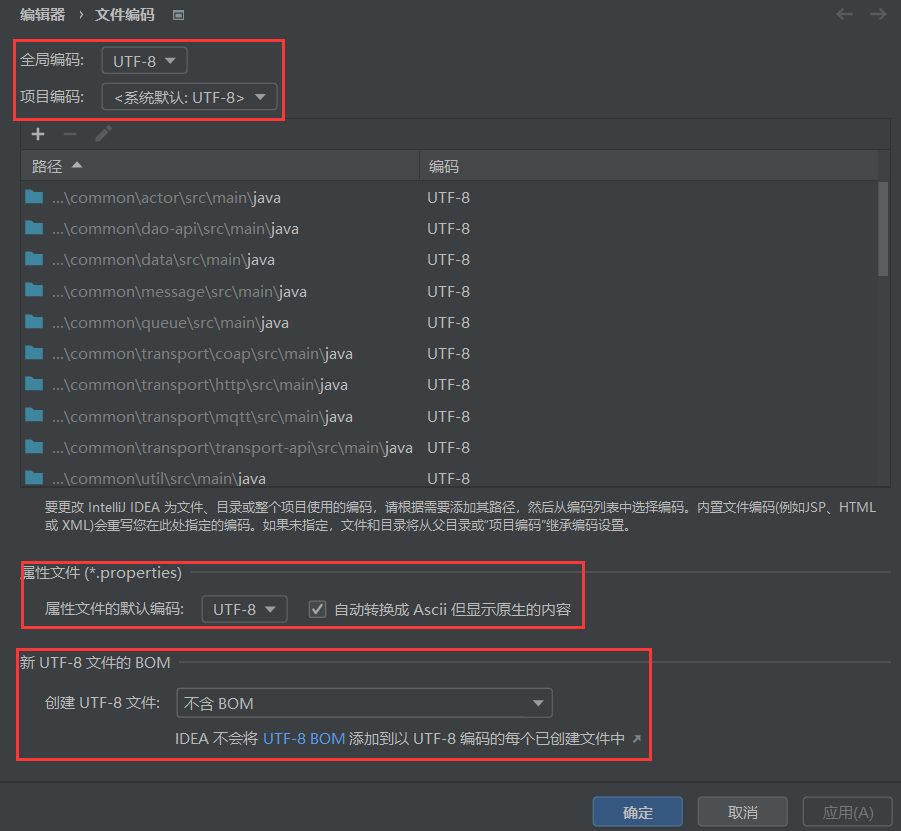 编辑器 › 文件编码
全局编码: UTF-8
项目编码: <系统默认: UTF-8>
路径 编码
...\common\actor\src\main\java UTF-8
...\common\dao-api\src\main\java UTF-8
...\common\data\src\main\java UTF-8
...\common\message\src\main\java UTF-8
...\common\queue\src\main\java UTF-8
...\common\transport\coap\src\main\java UTF-8
...\common\transport\http\src\main\java UTF-8
...\common\transport\mqtt\src\main\java UTF-8
...\common\transport\transport-api\src\main\java UTF-8
...\common\util\src\main\java UTF-8
要更改 IntelliJ IDEA 为文件、目录或整个项目使用的编码，请根据需要添加其路径，然后从编码列表中选择编码。内置文件编码(例如JSP、HTML
或 XML)会重写您在此处指定的编码。如果未指定，文件和目录将从父目录或“项目编码”继承编码设置。
属性文件 (*.properties)
属性文件的默认编码: UTF-8 自动转换成 Ascii 但显示原生的内容
新 UTF-8 文件的 BOM
创建 UTF-8 文件: 不含 BOM
IDEA 不会将 UTF-8 BOM 添加到以 UTF-8 编码的每个已创建文件中
确定 取消 应用(A)